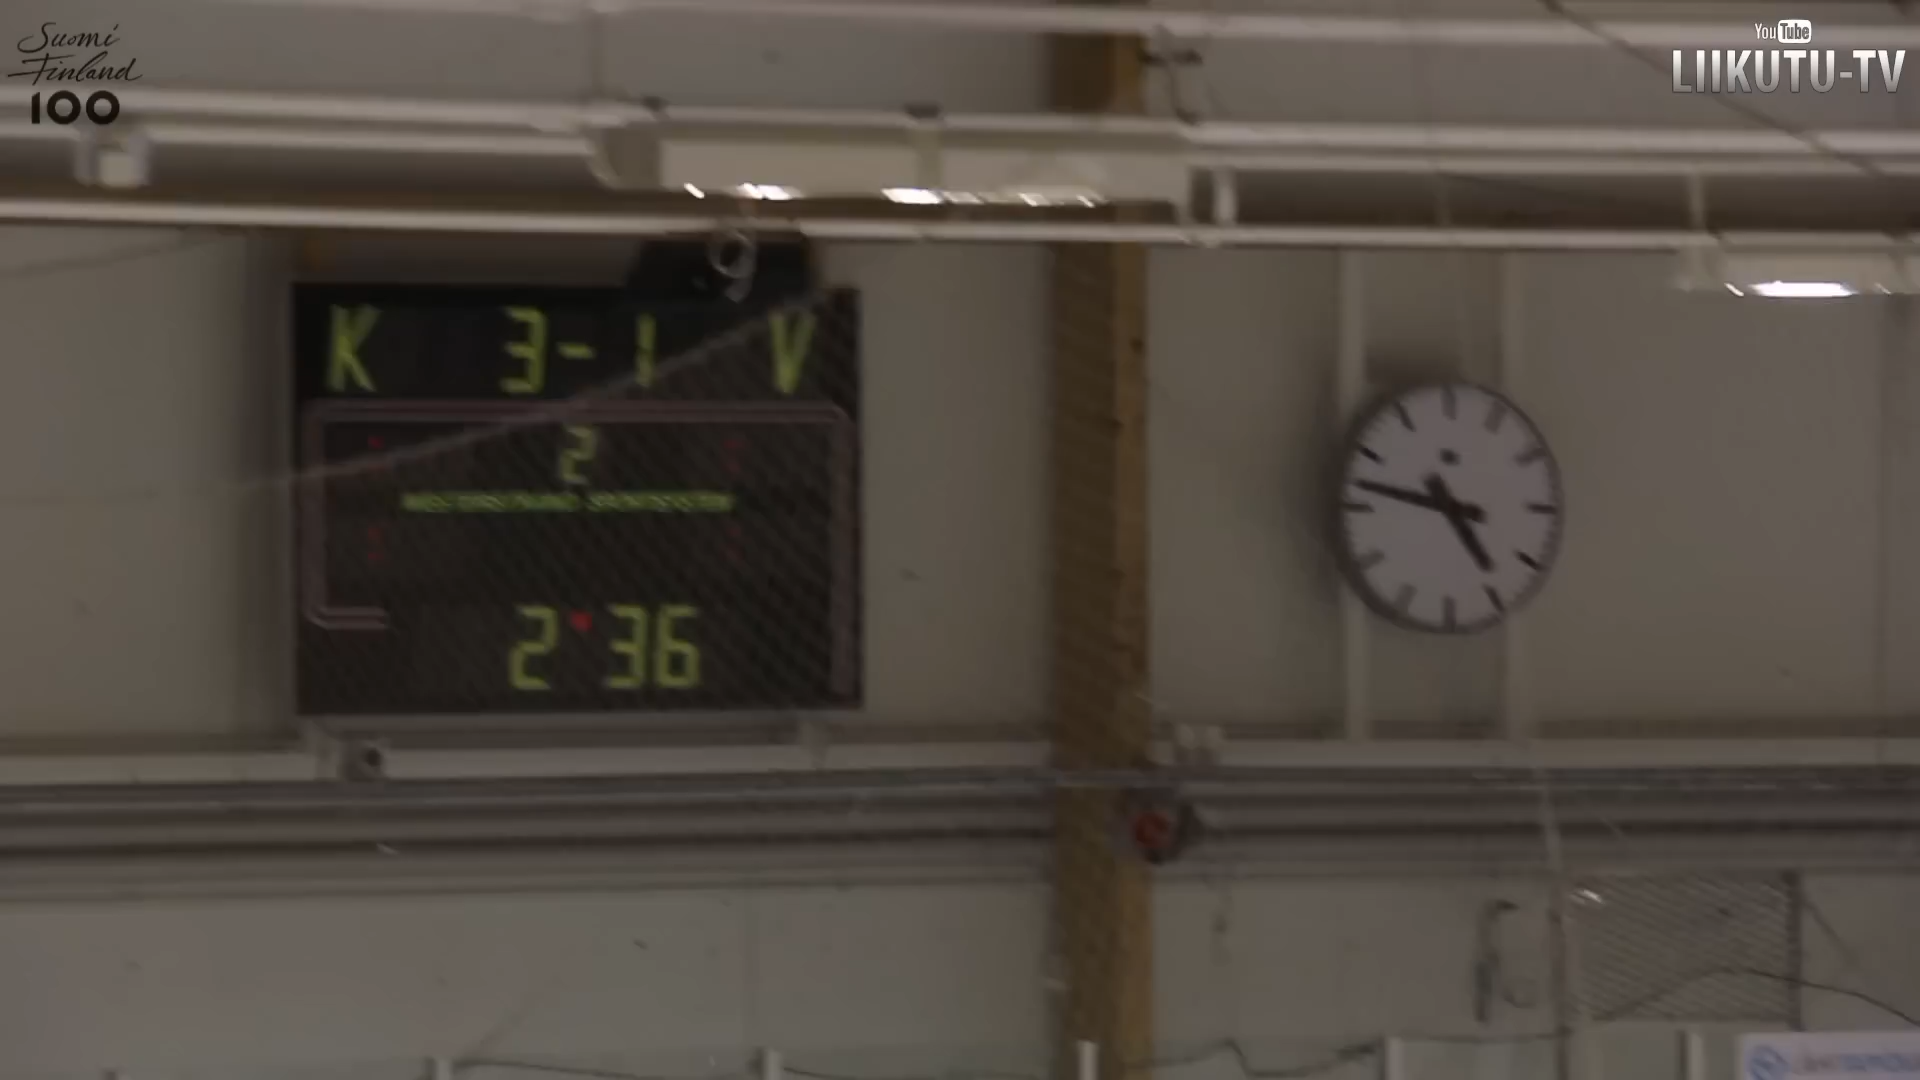 Suomi
Finland
100
YouTube
LIIKUTU-TV
K 3-1 V
2
2 36